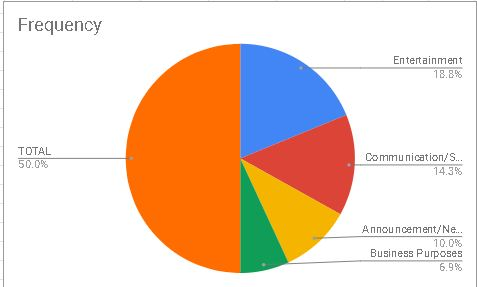 Frequency
Entertainment
18.8%
TOTAL
50.0%
Communication/S...
14.3%
Announcement/Ne...
10.0%
Business Purposes
6.9%